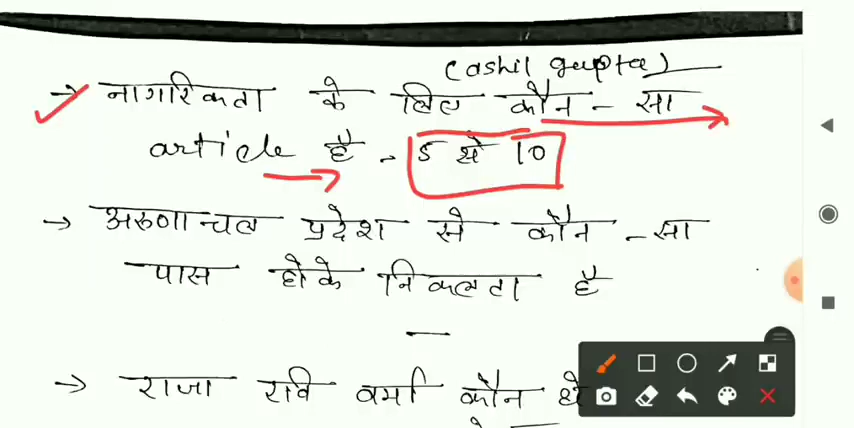 (ashil gupta)
→ नागरिकता के लिए कौन - सा
article है - 5 से 10
→ अरुणाचल प्रदेश से कौन - सा
पास होके निकलता है
→ राजा रवि वर्मा कौन थे